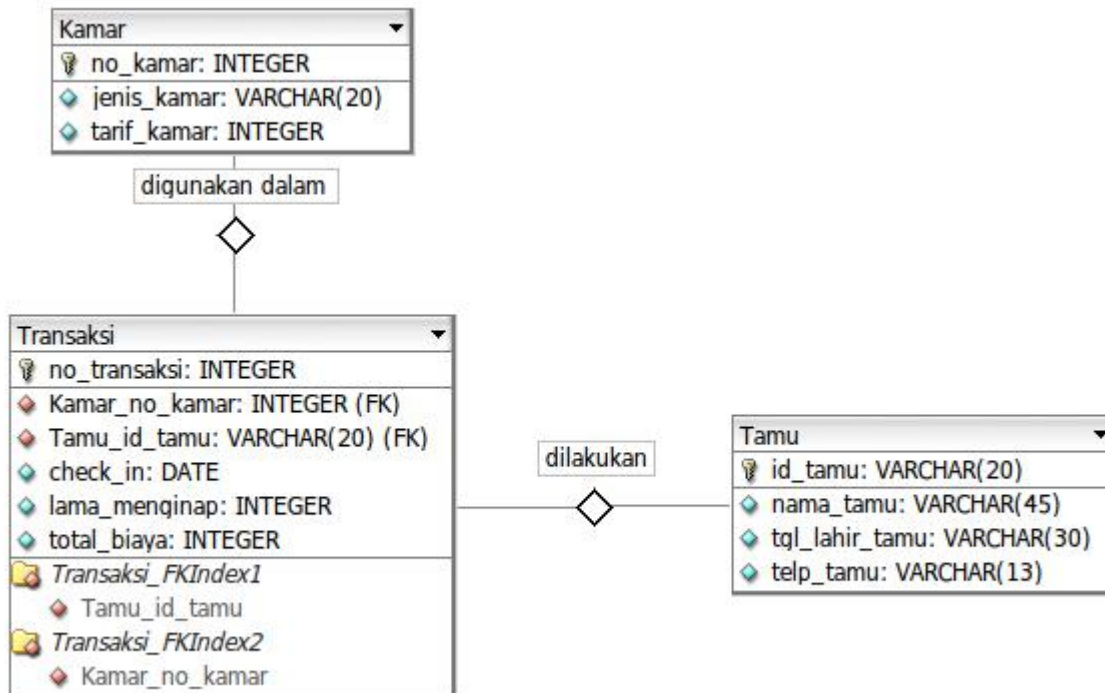 Kamar
no_kamar: INTEGER
jenis_kamar: VARCHAR(20)
tarif_kamar: INTEGER
digunakan dalam
Transaksi
no_transaksi: INTEGER
Kamar_no_kamar: INTEGER (FK)
Tamu_id_tamu: VARCHAR(20) (FK)
check_in: DATE
lama_menginap: INTEGER
total_biaya: INTEGER
Transaksi_FKIndex1
Tamu_id_tamu
Transaksi_FKIndex2
Kamar_no_kamar
dilakukan
Tamu
id_tamu: VARCHAR(20)
nama_tamu: VARCHAR(45)
tgl_lahir_tamu: VARCHAR(30)
telp_tamu: VARCHAR(13)